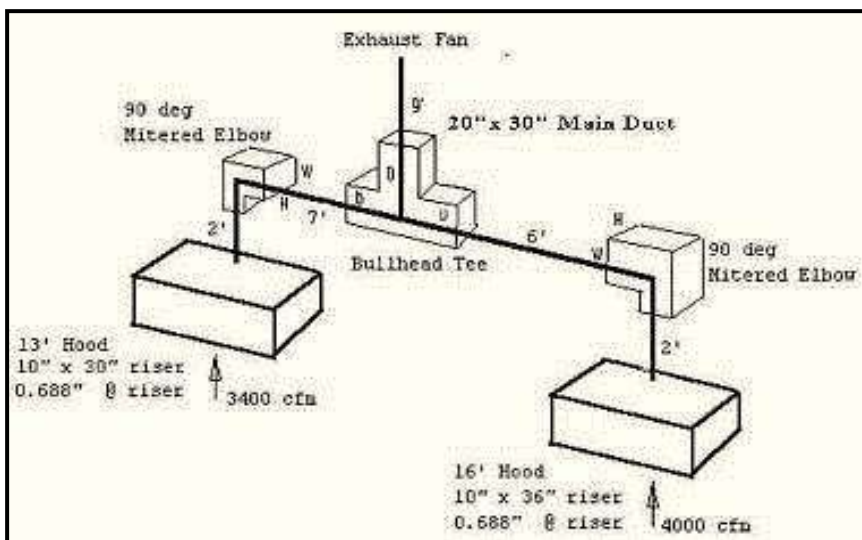 Exhaust Fan
9'
90 deg
Mitered Elbow
20"x 30" Main Duct
W
H
D
b
D
7'
2'
6'
H
W
90 deg
Mitered Elbow
Bullhead Tee
2'
13' Hood
10" x 30" riser
0.688" @ riser
3400 cfm
16' Hood
10" x 36" riser
0.688" @ riser
4000 cfm